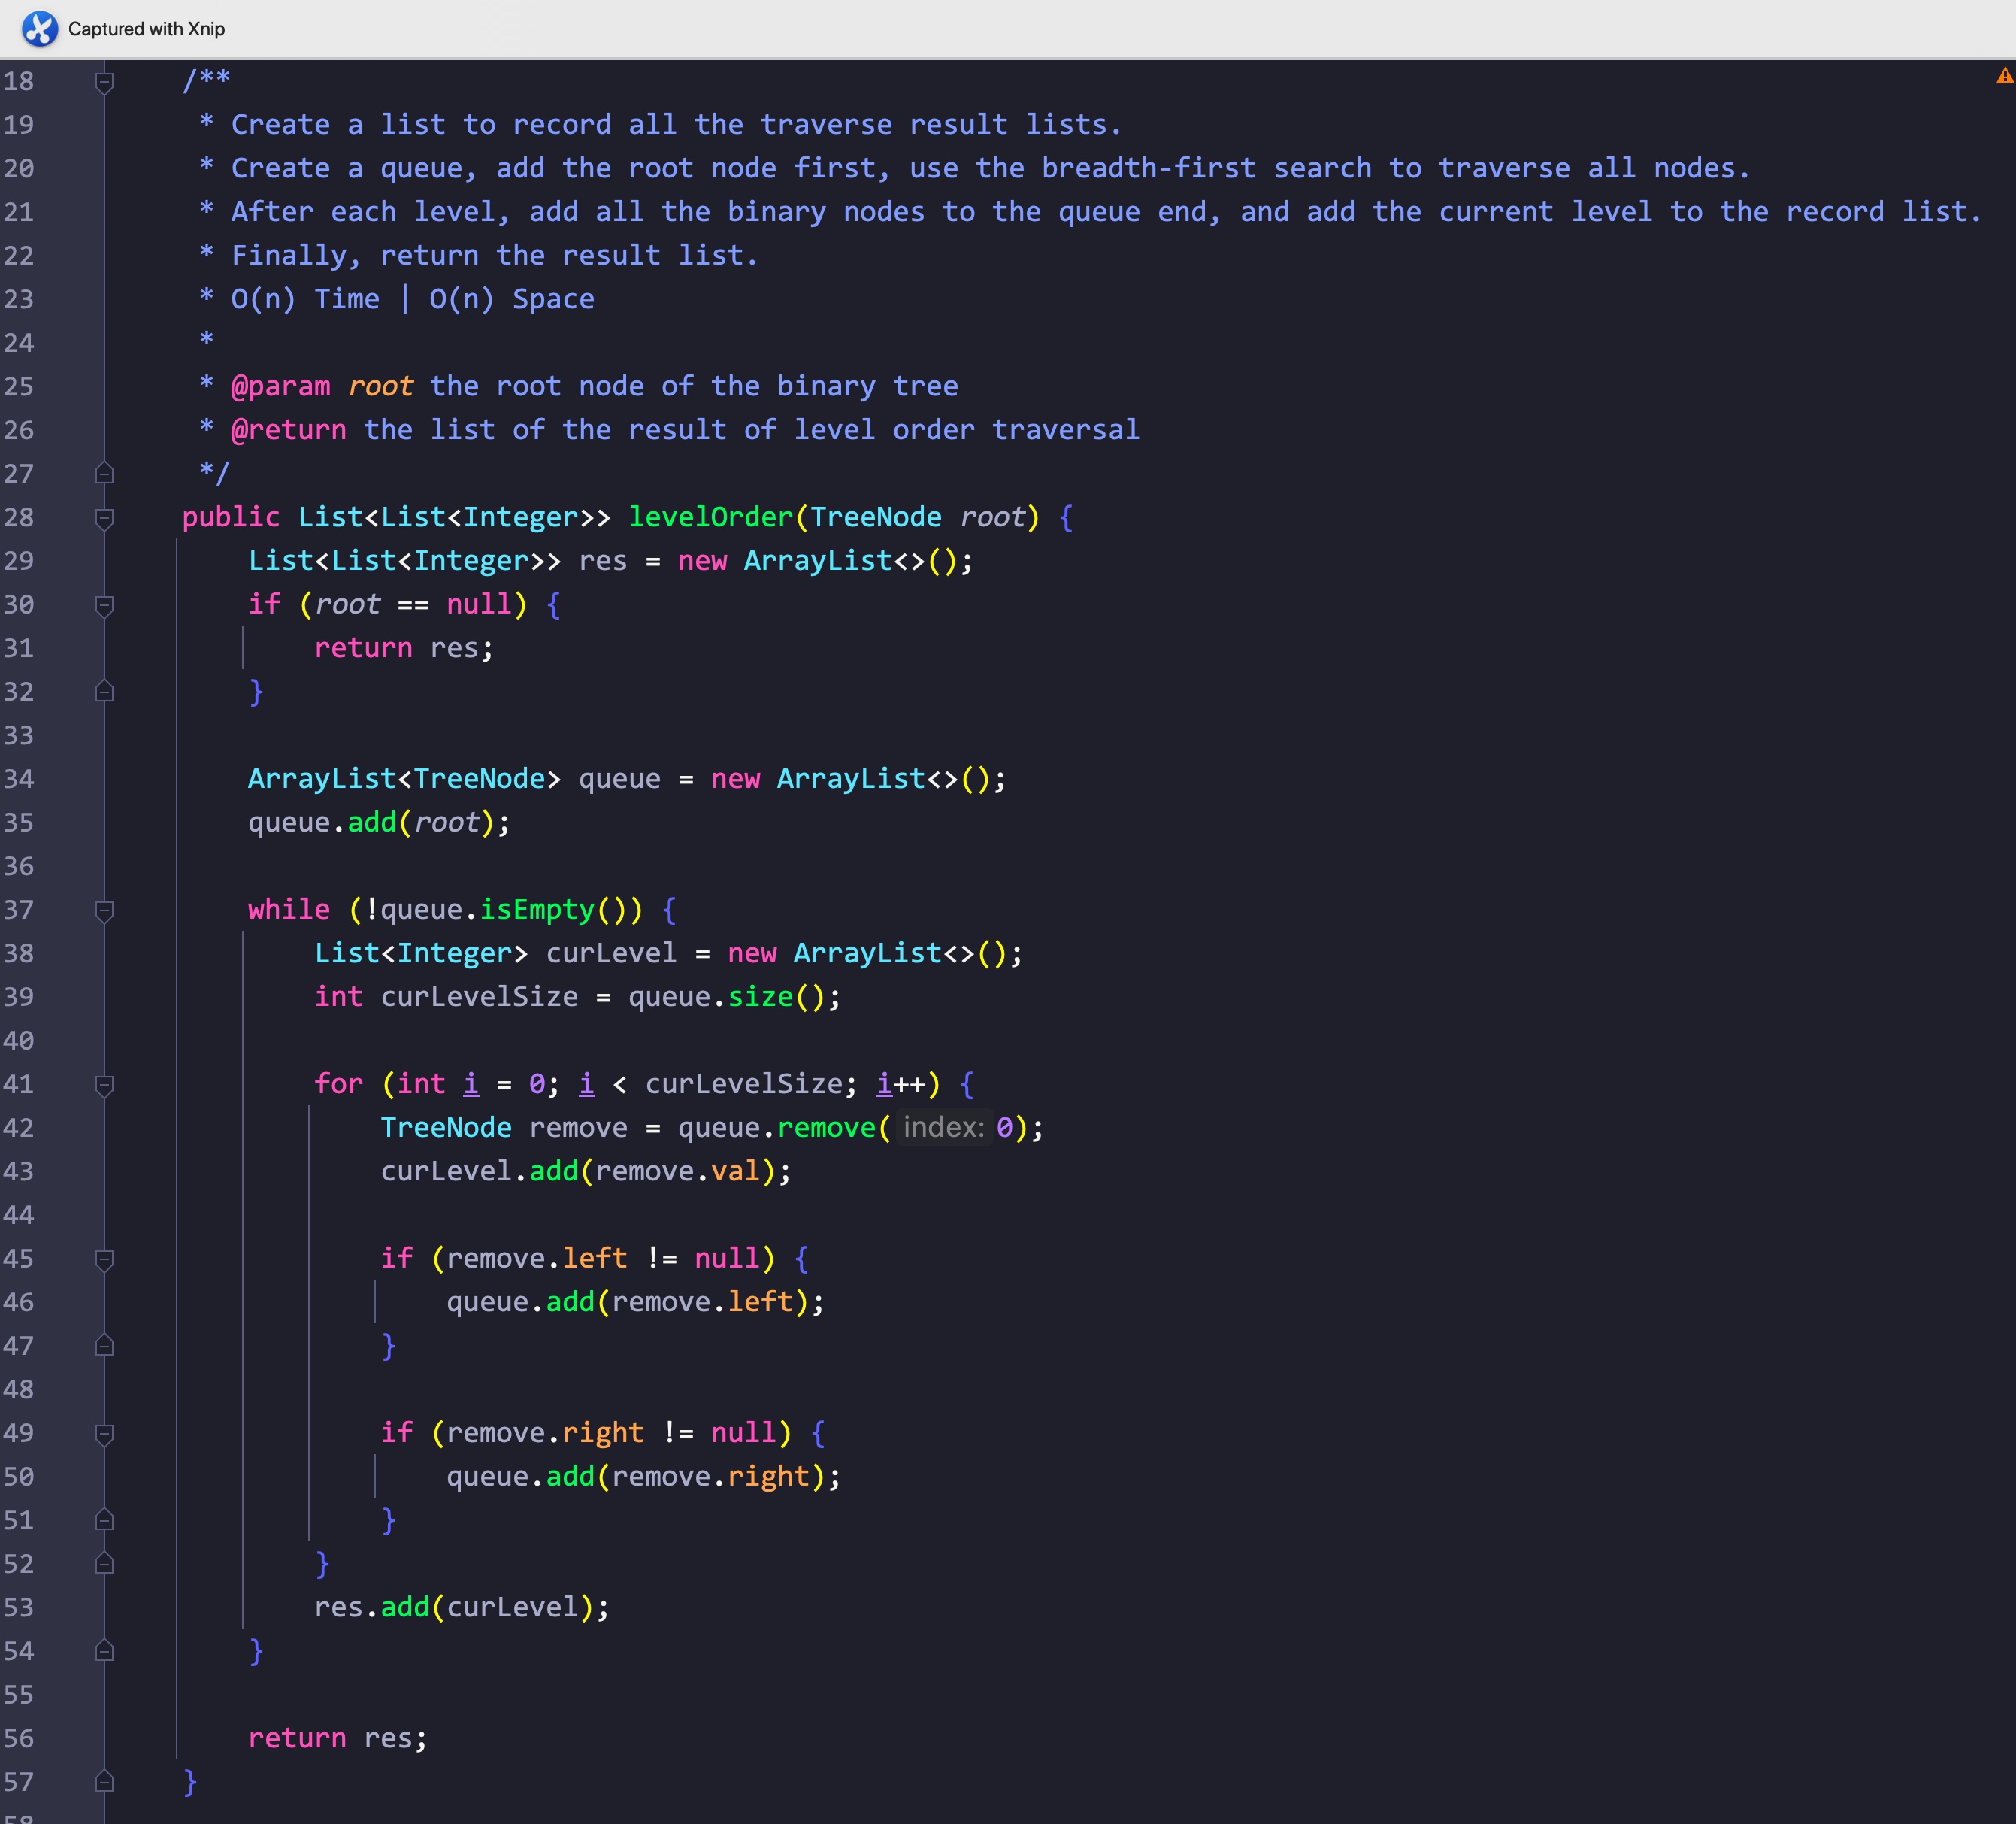 Captured with Xnip
18 /**
19 * Create a list to record all the traverse result lists.
20 * Create a queue, add the root node first, use the breadth-first search to traverse all nodes.
21 * After each level, add all the binary nodes to the queue end, and add the current level to the record list.
22 * Finally, return the result list.
23 * O(n) Time | O(n) Space
24 *
25 * @param root the root node of the binary tree
26 * @return the list of the result of level order traversal
27 */
28 public List<List<Integer>> levelOrder(TreeNode root) {
29 List<List<Integer>> res = new ArrayList<>();
30 if (root == null) {
31 return res;
32 }
33
34 ArrayList<TreeNode> queue = new ArrayList<>();
35 queue.add(root);
36
37 while (!queue.isEmpty()) {
38 List<Integer> curLevel = new ArrayList<>();
39 int curLevelSize = queue.size();
40
41 for (int i = 0; i < curLevelSize; i++) {
42 TreeNode remove = queue.remove( index: 0);
43 curLevel.add(remove.val);
44
45 if (remove.left != null) {
46 queue.add(remove.left);
47 }
48
49 if (remove.right != null) {
50 queue.add(remove.right);
51 }
52 }
53 res.add(curLevel);
54 }
55
56 return res;
57 }
58